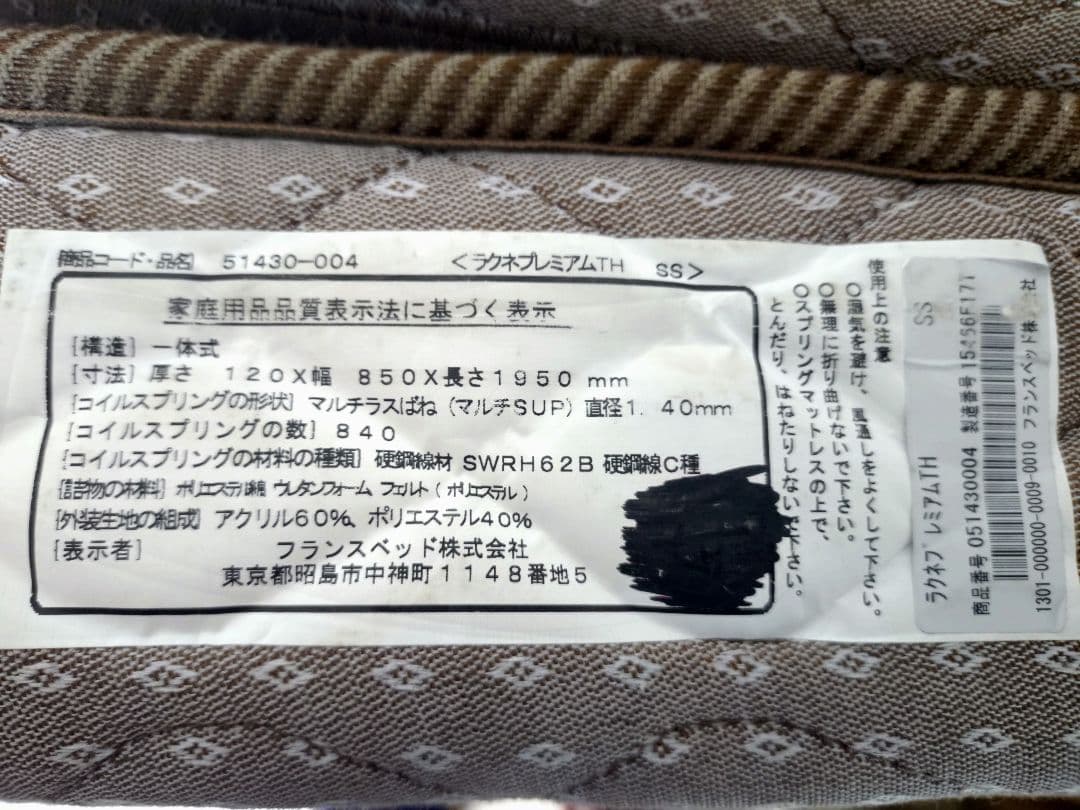 商品コード・品名 51430-004 <ラクネプレミアムTH SS>
家庭用品品質表示法に基づく表示
[構造] 一体式
[寸法] 厚さ 120X幅 850X長さ1950 mm
[コイルスプリングの形状] マルチラスばね (マルチSUP) 直径1.40mm
[コイルスプリングの数] 840
[コイルスプリングの材料の種類] 硬鋼線材 SWRH62B 硬鋼線C種
[詰物の材料] ポリエステル綿 ウレタンフォーム フェルト(ポリエステル)
[外装生地の組成] アクリル60%、ポリエステル40%
[表示者] フランスベッド株式会社
東京都昭島市中神町1148番地5
使用上の注意
○湿気を避け、風通しをよくして下さい。
○無理に折り曲げないで下さい。
○スプリングマットレスの上で、
とんだり、はねたりしないで下さい。
ラクネプレミアムTH SS
商品番号 051430004 製造番号 15456F171
1301-000000-0009-0010 フランスベッド株式会社